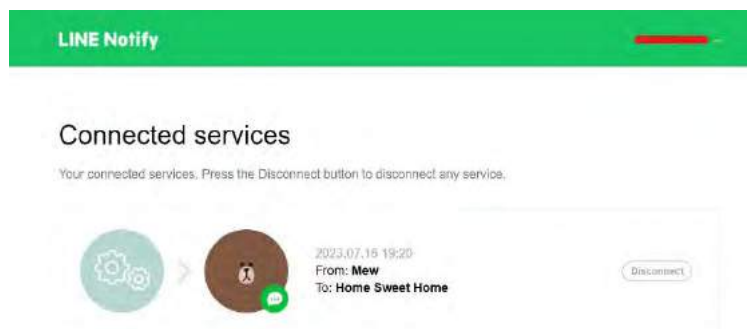 LINE Notify
Connected services
Your connected services. Press the Disconnect button to disconnect any service.
2023.07.16 19:20
From: Mew
To: Home Sweet Home
Disconnect